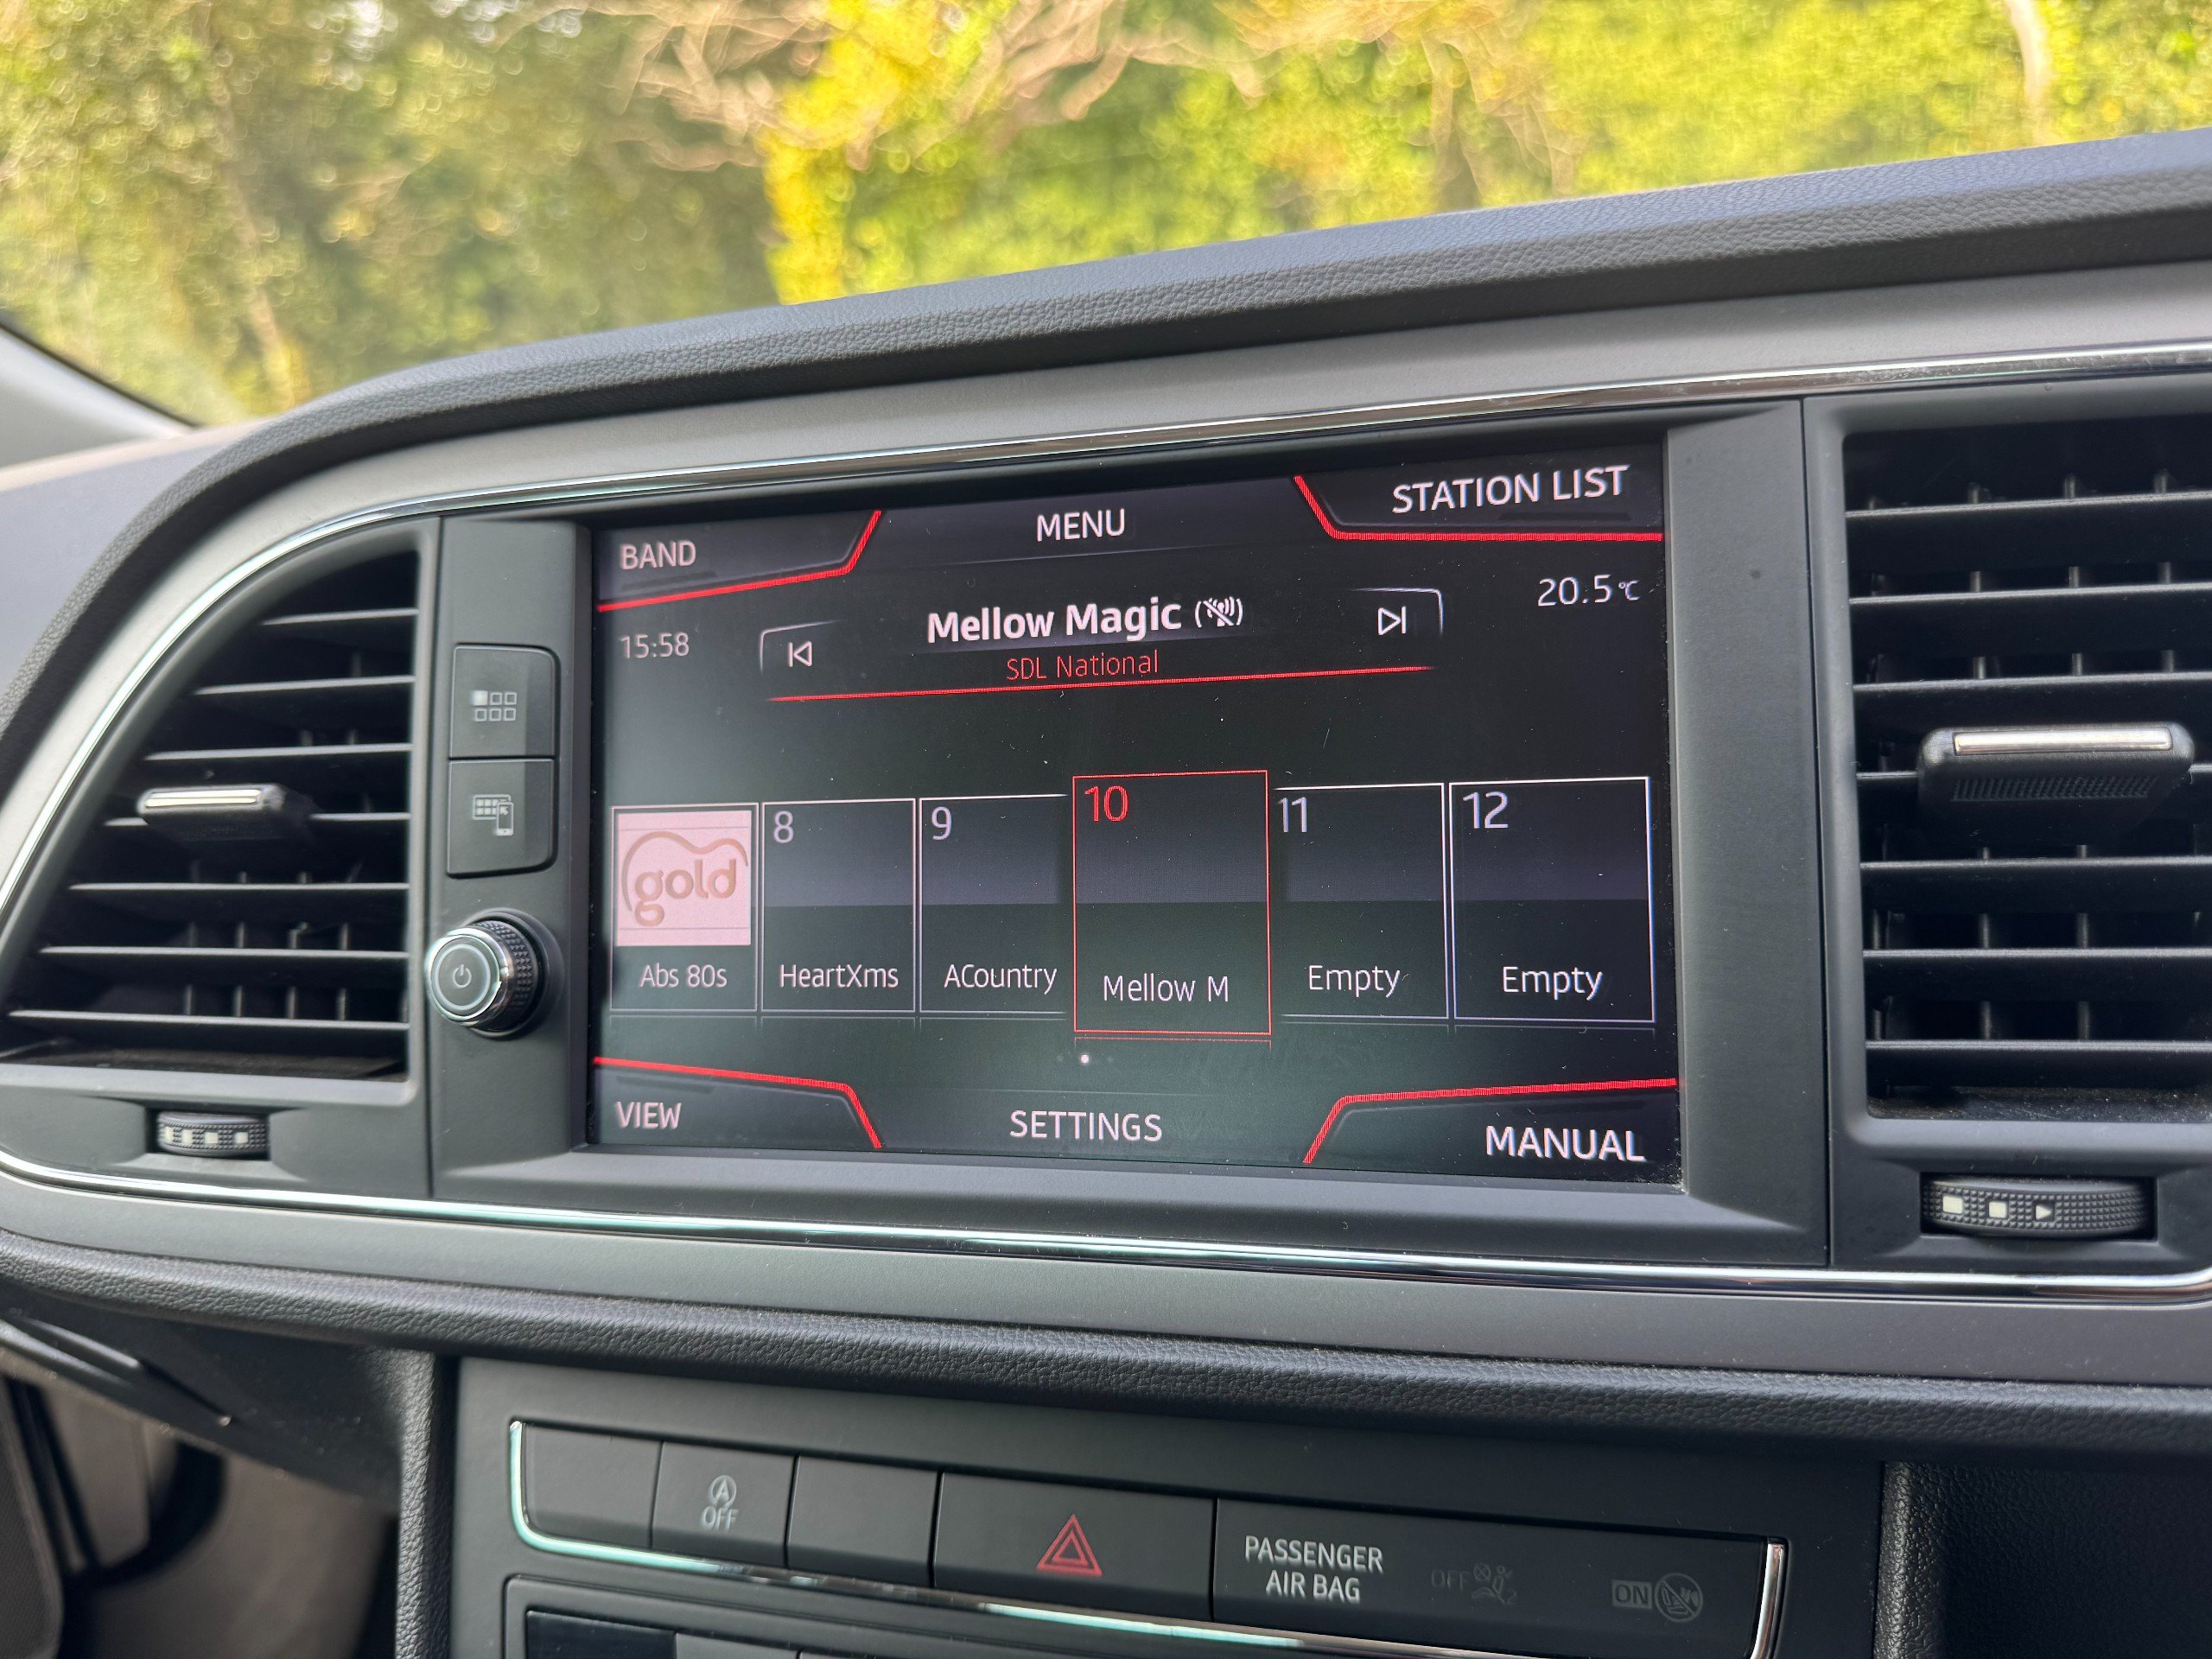 BAND
MENU
STATION LIST
15:58
Mellow Magic
20.5°C
SDL National
gold
8
9
10
11
12
Abs 80s
HeartXms
ACountry
Mellow M
Empty
Empty
VIEW
SETTINGS
MANUAL
A
OFF
PASSENGER
AIR BAG
OFF
ON